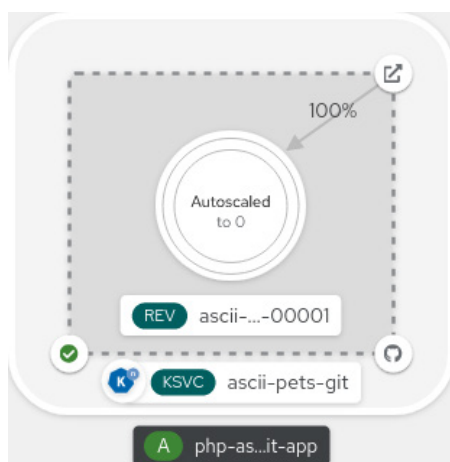 100%
Autoscaled
to 0
REV ascii-...-00001
K KSVC ascii-pets-git
A php-as...it-app